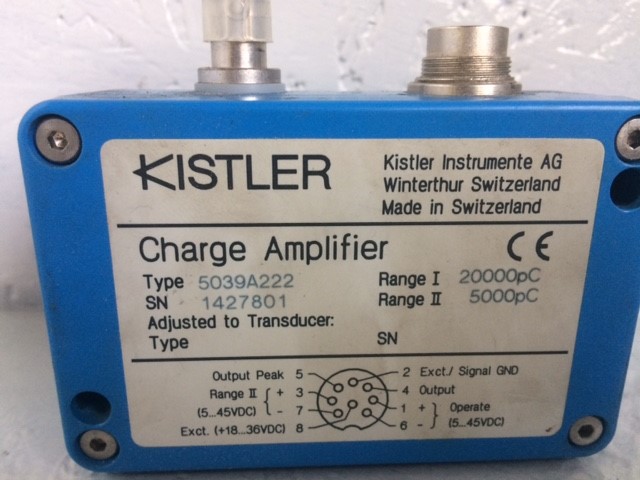 KISTLER
Kistler Instrumente AG
Winterthur Switzerland
Made in Switzerland
Charge Amplifier CE
Type 5039A222 Range I 20000pC
SN 1427801 Range II 5000pC
Adjusted to Transducer:
Type SN
Output Peak 5 2 Exct./ Signal GND
Range II { + 3 4 Output
(5...45VDC) - 7 1 + } Operate
Exct. (+18...36VDC) 8 6 - (5...45VDC)